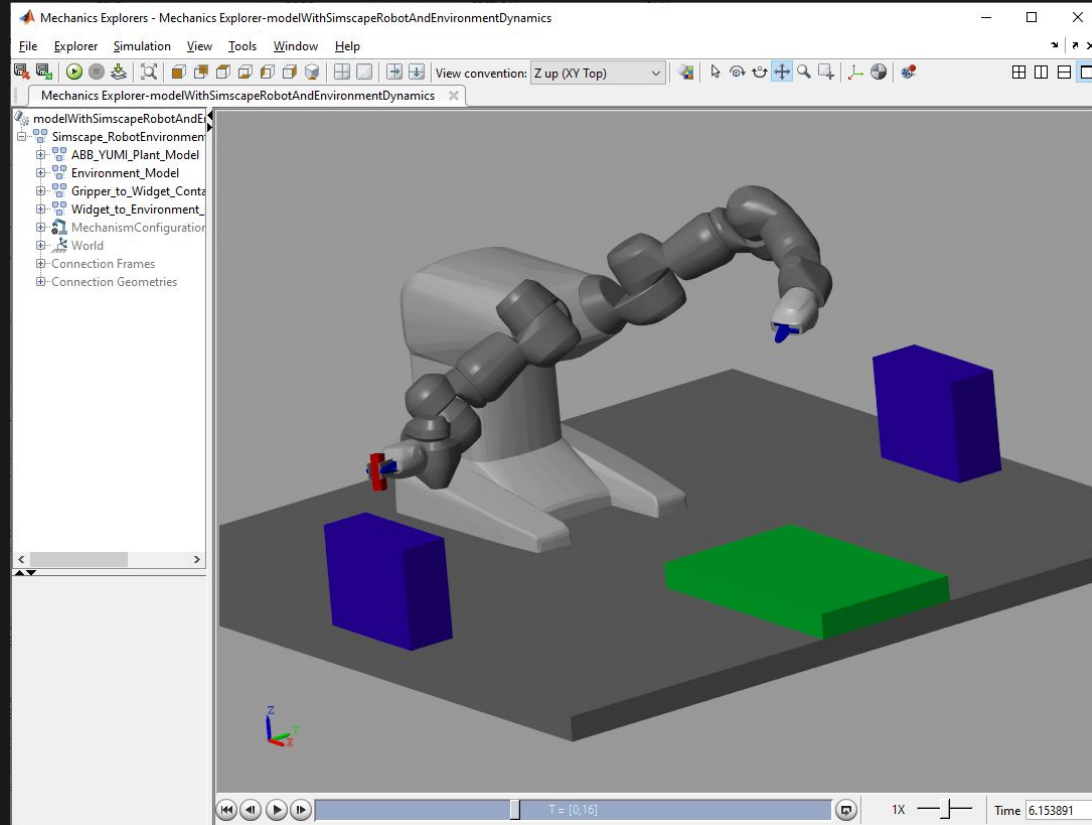 Mechanics Explorers - Mechanics Explorer-modelWithSimscapeRobotAndEnvironmentDynamics
File Explorer Simulation View Tools Window Help
View convention: Z up (XY Top)
Mechanics Explorer-modelWithSimscapeRobotAndEnvironmentDynamics
modelWithSimscapeRobotAndE
Simscape_RobotEnvironment
ABB_YUMI_Plant_Model
Environment_Model
Gripper_to_Widget_Conta
Widget_to_Environment_
MechanismConfiguration
World
Connection Frames
Connection Geometries
Z
Y
X
T = [0,16]
1X
Time 6.153891